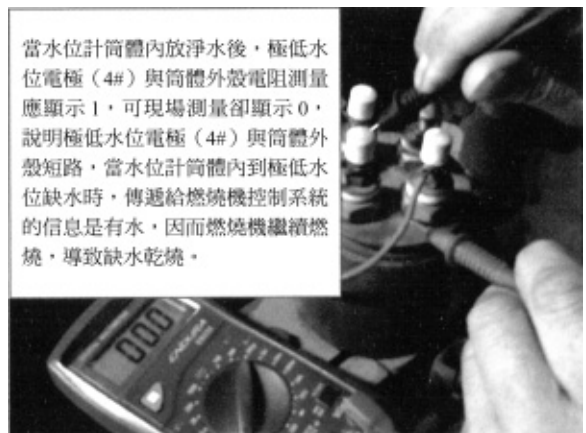 當水位計筒體內放淨水後，極低水
位電極（4#）與筒體外殼電阻測量
應顯示1，可現場測量卻顯示0，
說明極低水位電極（4#）與筒體外
殼短路，當水位計筒體內到極低水
位缺水時，傳遞給燃燒機控制系統
的信息是有水，因而燃燒機繼續燃
燒，導致缺水乾燒。
000